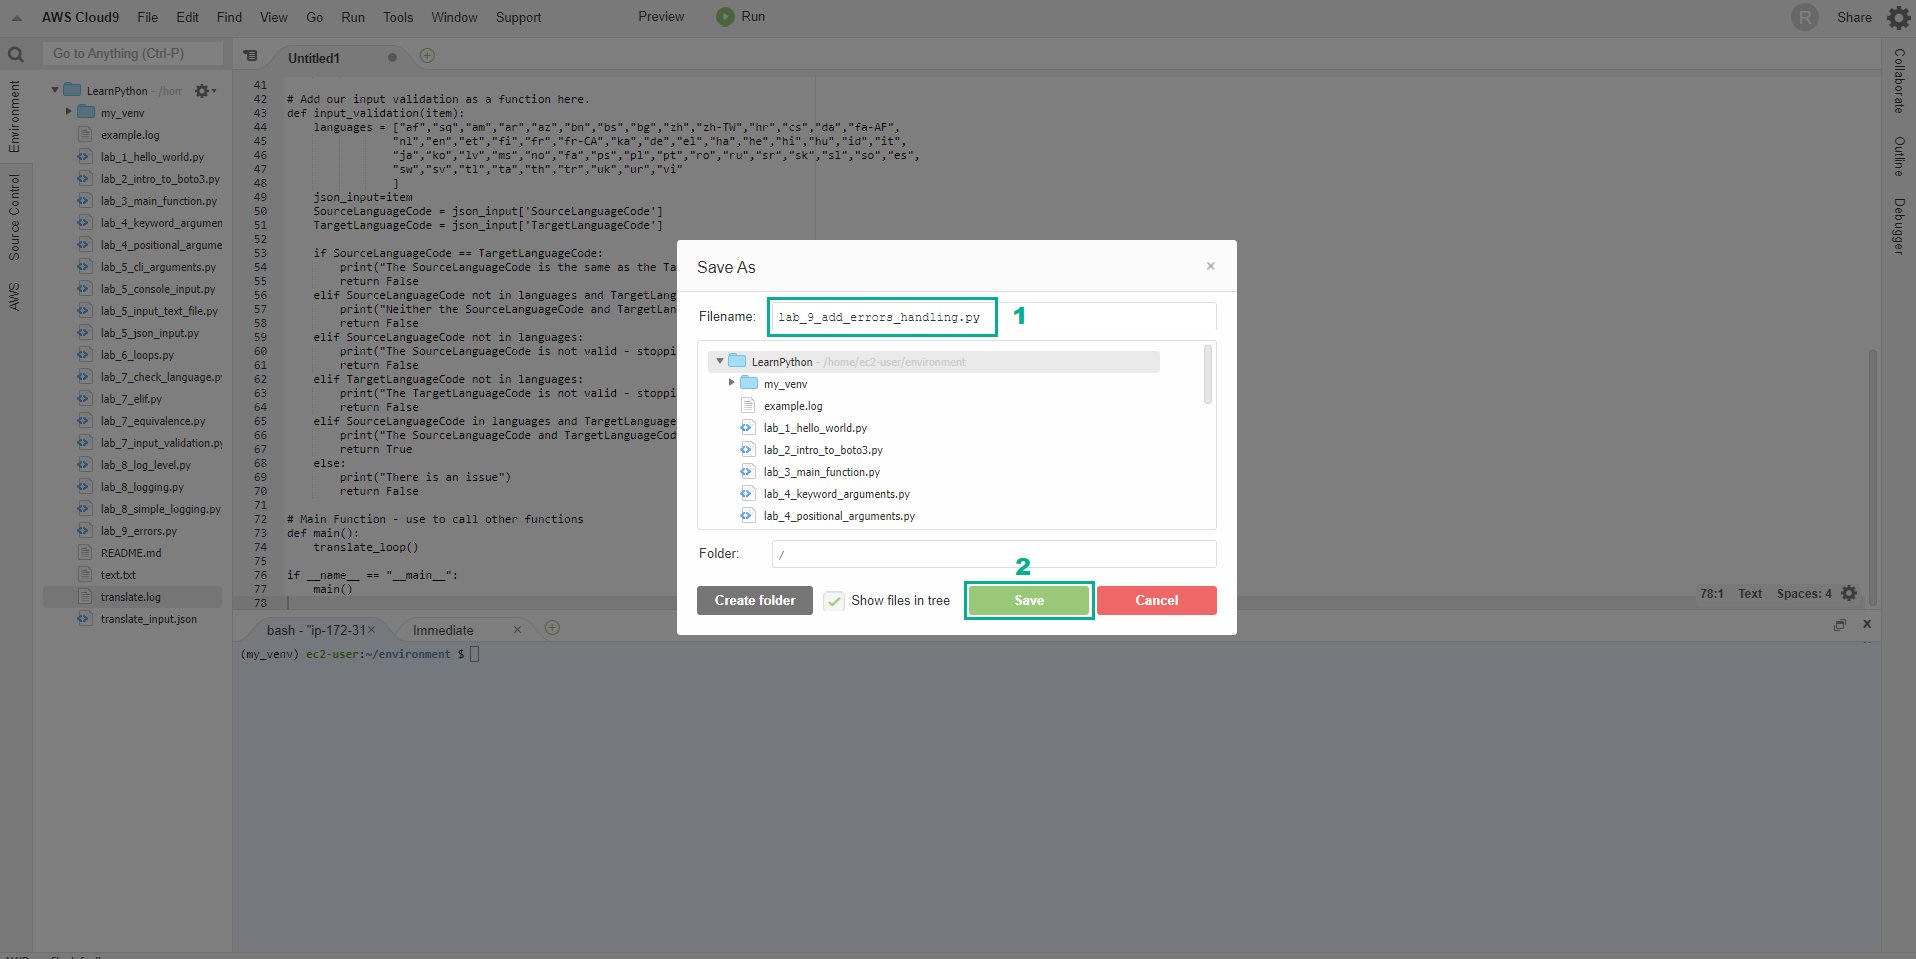 AWS Cloud9 File Edit Find View Go Run Tools Window Support Preview Run R Share
Go to Anything (Ctrl-P)
Untitled1
Environment
Source Control
AWS
LearnPython - /hom
my_venv
example.log
lab_1_hello_world.py
lab_2_intro_to_boto3.py
lab_3_main_function.py
lab_4_keyword_argumen
lab_4_positional_argume
lab_5_cli_arguments.py
lab_5_console_input.py
lab_5_input_text_file.py
lab_5_json_input.py
lab_6_loops.py
lab_7_check_language.py
lab_7_elif.py
lab_7_equivalence.py
lab_7_input_validation.py
lab_8_log_level.py
lab_8_logging.py
lab_8_simple_logging.py
lab_9_errors.py
README.md
text.txt
translate.log
translate_input.json
41
42 # Add our input validation as a function here.
43 def input_validation(item):
44 languages = ["af","sq","am","ar","az","bn","bs","bg","zh","zh-TW","hr","cs","da","fa-AF",
45 "nl","en","et","fi","fr","fr-CA","ka","de","el","ha","he","hi","hu","id","it",
46 "ja","ko","lv","ms","no","fa","ps","pl","pt","ro","ru","sr","sk","sl","so","es",
47 "sw","sv","tl","ta","th","tr","uk","ur","vi"
48 ]
49 json_input=item
50 SourceLanguageCode = json_input['SourceLanguageCode']
51 TargetLanguageCode = json_input['TargetLanguageCode']
52
53 if SourceLanguageCode == TargetLanguageCode:
54 print("The SourceLanguageCode is the same as the Ta
55 return False
56 elif SourceLanguageCode not in languages and TargetLang
57 print("Neither the SourceLanguageCode and TargetLan
58 return False
59 elif SourceLanguageCode not in languages:
60 print("The SourceLanguageCode is not valid - stoppi
61 return False
62 elif TargetLanguageCode not in languages:
63 print("The TargetLanguageCode is not valid - stoppi
64 return False
65 elif SourceLanguageCode in languages and TargetLanguage
66 print("The SourceLanguageCode and TargetLanguageCod
67 return True
68 else:
69 print("There is an issue")
70 return False
71
72 # Main Function - use to call other functions
73 def main():
74 translate_loop()
75
76 if __name__ == "__main__":
77 main()
78
Save As ×
Filename: lab_9_add_errors_handling.py 1
LearnPython - /home/ec2-user/environment
my_venv
example.log
lab_1_hello_world.py
lab_2_intro_to_boto3.py
lab_3_main_function.py
lab_4_keyword_arguments.py
lab_4_positional_arguments.py
Folder: /
2
Create folder Show files in tree Save Cancel
78:1 Text Spaces: 4
Collaborate
Outline
Debugger
bash - "ip-172-31 × Immediate ×
(my_venv) ec2-user:~/environment $